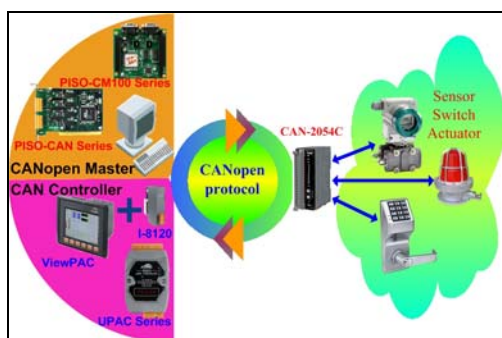 PISO-CM100 Series
PISO-CAN Series
CANopen Master
CAN Controller
I-8120
ViewPAC
UPAC Series
CANopen
protocol
CAN-2054C
Sensor
Switch
Actuator